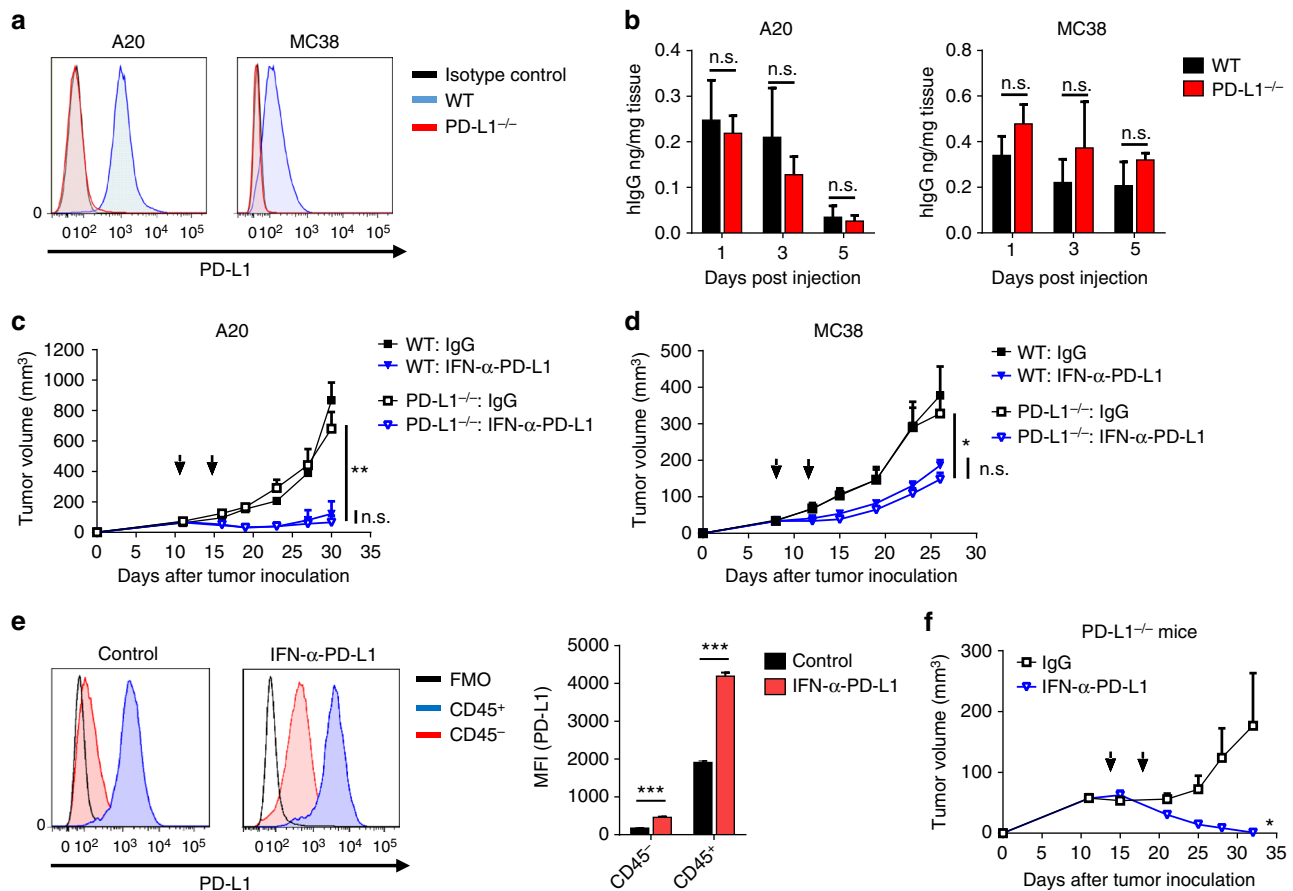 a
A20
MC38
0
0 10² 10³ 10⁴ 10⁵
0 10² 10³ 10⁴ 10⁵
PD-L1
Isotype control
WT
PD-L1⁻/⁻
b
A20
hIgG ng/mg tissue
0.4
0.3
0.2
0.1
0.0
n.s.
n.s.
n.s.
1 3 5
Days post injection
MC38
hIgG ng/mg tissue
0.8
0.6
0.4
0.2
0.0
n.s.
n.s.
n.s.
1 3 5
Days post injection
WT
PD-L1⁻/⁻
c
A20
Tumor volume (mm³)
1200
1000
800
600
400
200
0
0 5 10 15 20 25 30 35
Days after tumor inoculation
**
n.s.
WT: IgG
WT: IFN-α-PD-L1
PD-L1⁻/⁻: IgG
PD-L1⁻/⁻: IFN-α-PD-L1
d
MC38
Tumor volume (mm³)
500
400
300
200
100
0
0 5 10 15 20 25 30
Days after tumor inoculation
*
n.s.
WT: IgG
WT: IFN-α-PD-L1
PD-L1⁻/⁻: IgG
PD-L1⁻/⁻: IFN-α-PD-L1
e
Control
IFN-α-PD-L1
0
0 10² 10³ 10⁴ 10⁵
0 10² 10³ 10⁴ 10⁵
PD-L1
FMO
CD45⁺
CD45⁻
MFI (PD-L1)
5000
4000
3000
2000
1000
0
***
***
CD45⁻
CD45⁺
Control
IFN-α-PD-L1
f
PD-L1⁻/⁻ mice
IgG
IFN-α-PD-L1
Tumor volume (mm³)
300
200
100
0
*
0 5 10 15 20 25 30 35
Days after tumor inoculation